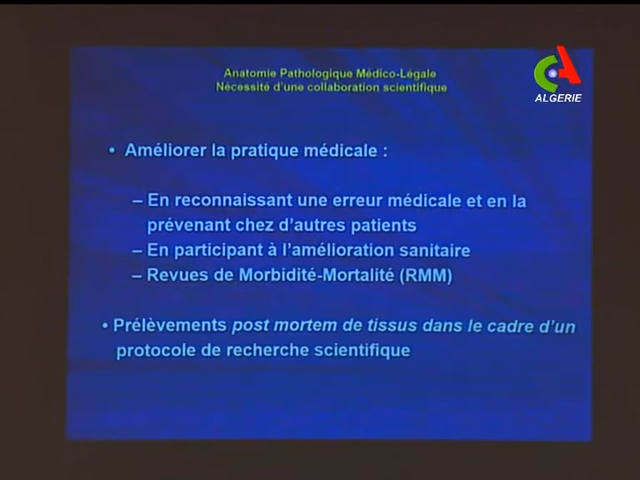 Anatomie Pathologique Médico-Légale
Nécessité d'une collaboration scientifique
ALGERIE
• Améliorer la pratique médicale :
– En reconnaissant une erreur médicale et en la
prévenant chez d'autres patients
– En participant à l'amélioration sanitaire
– Revues de Morbidité-Mortalité (RMM)
• Prélèvements post mortem de tissus dans le cadre d'un
protocole de recherche scientifique